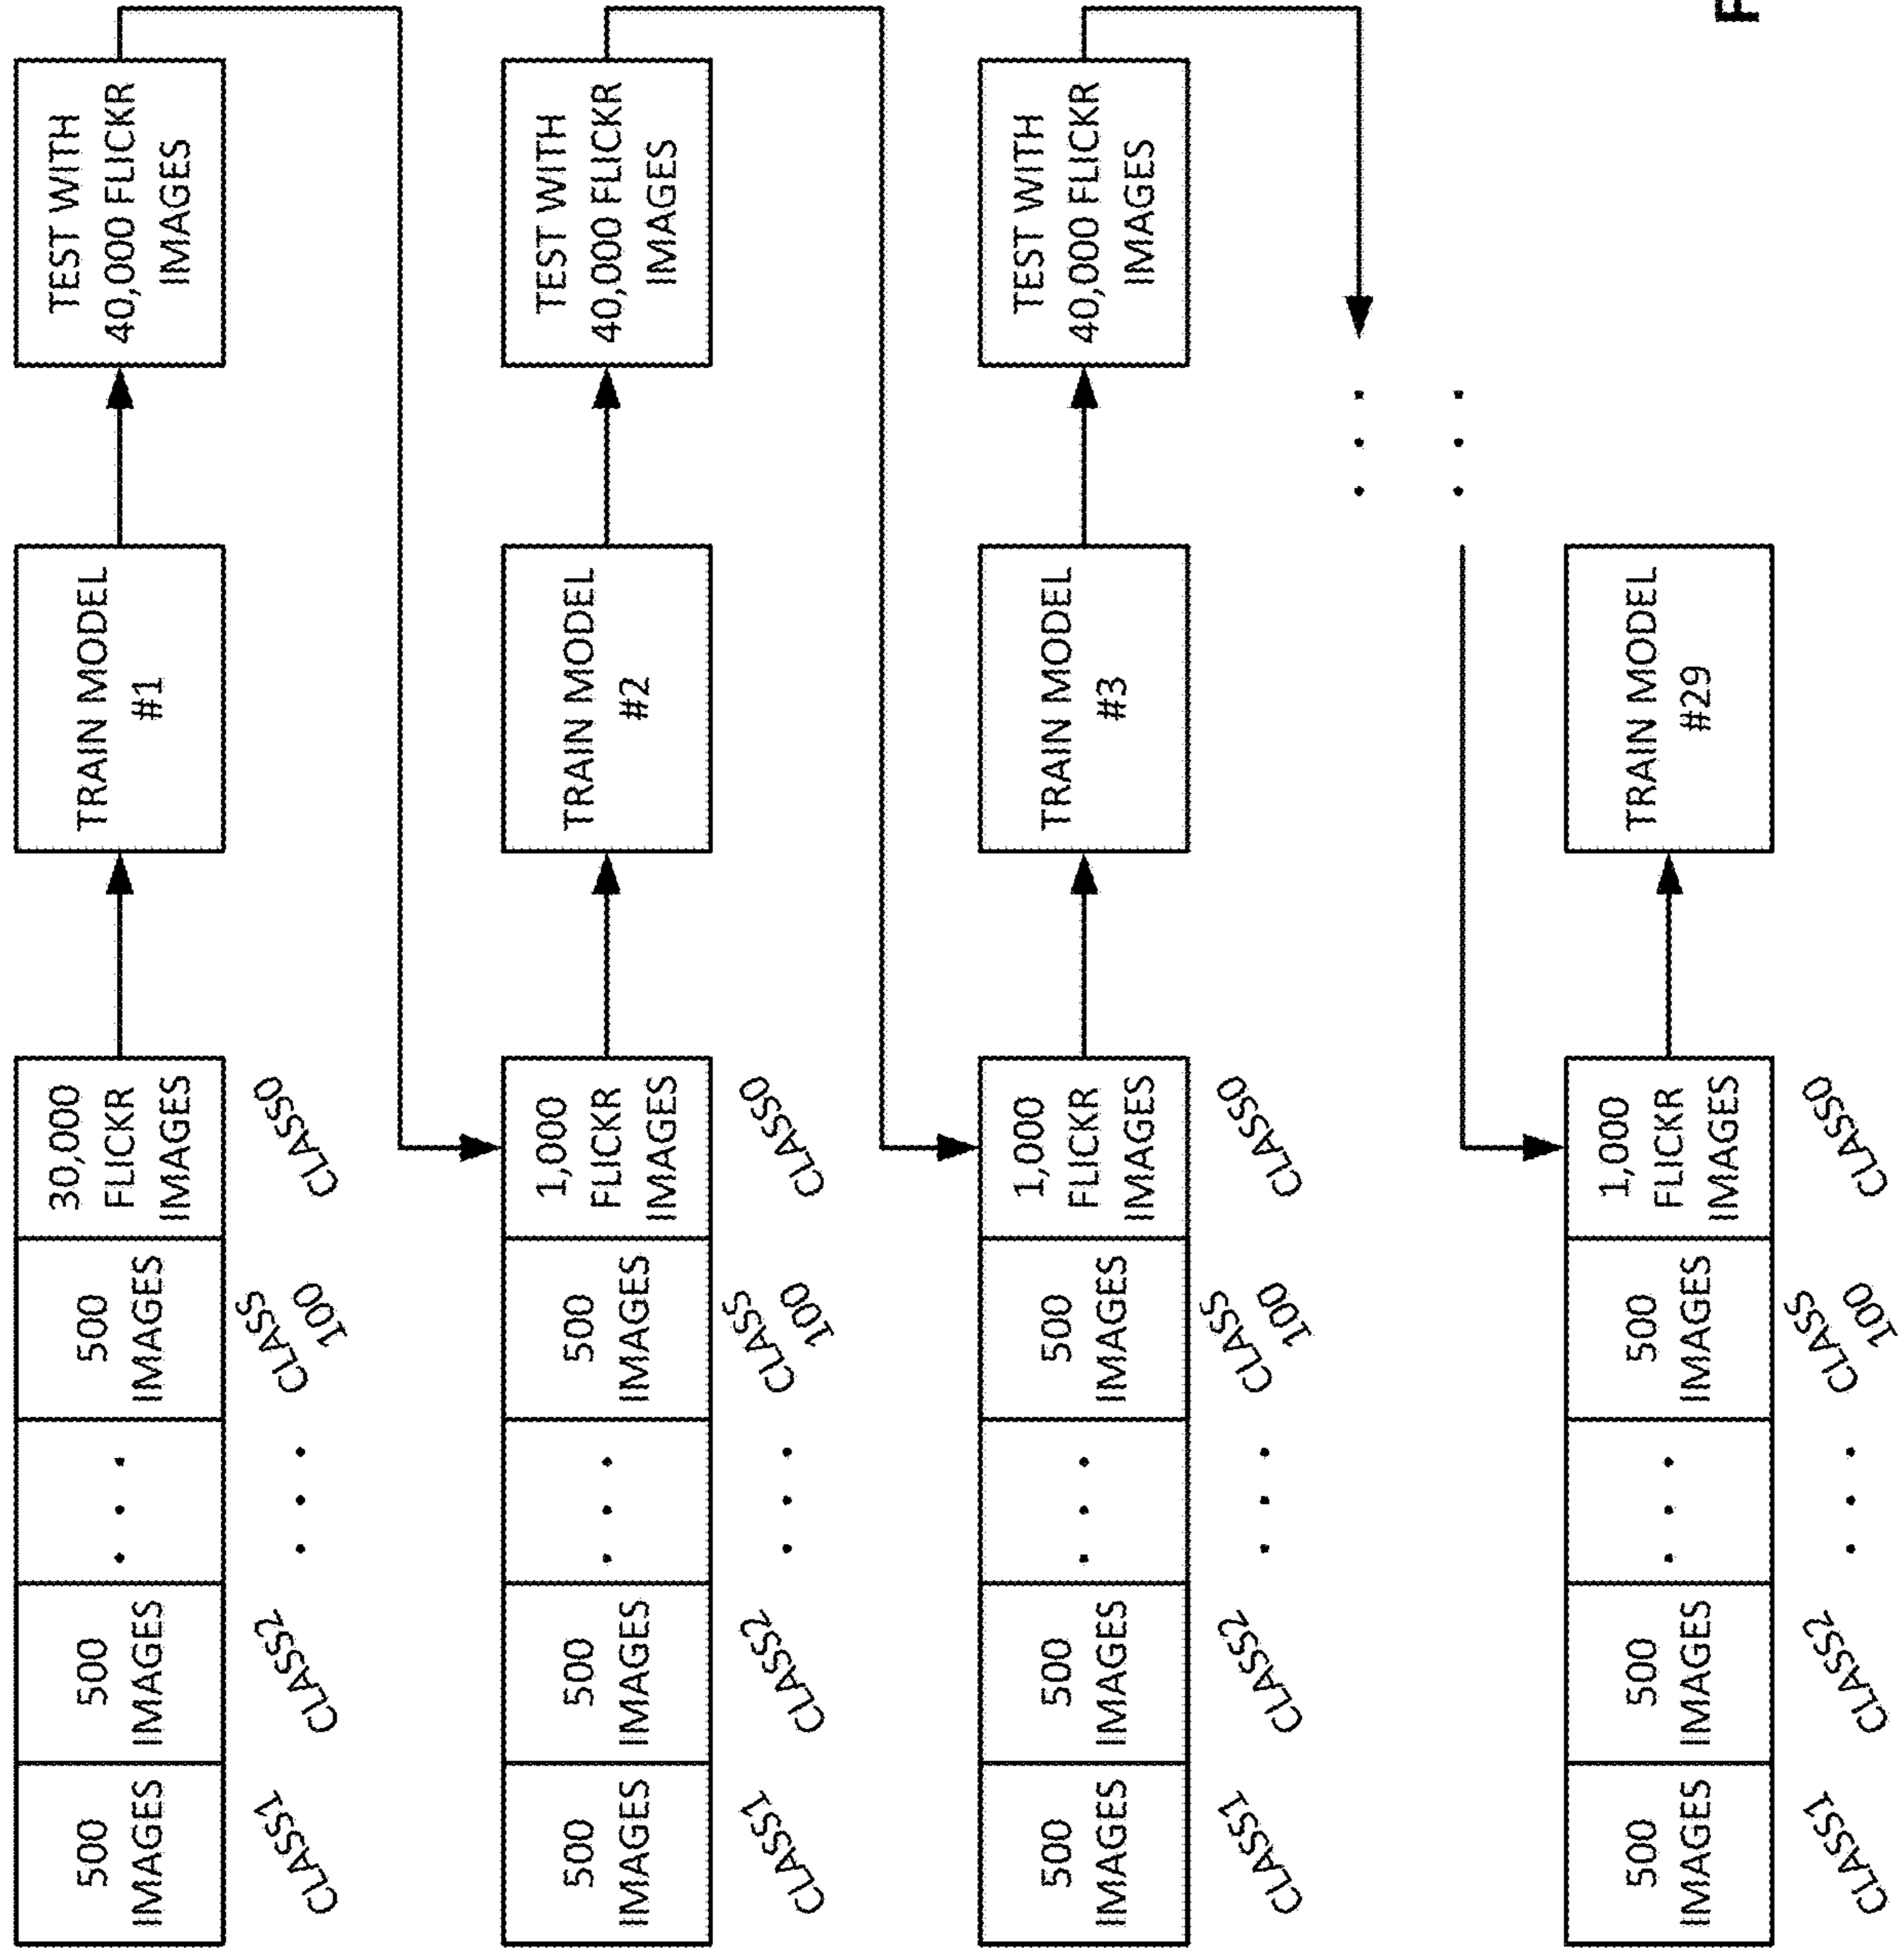 500
IMAGES
500
IMAGES
. . .
500
IMAGES
30,000
FLICKR
IMAGES
TRAIN MODEL
#1
TEST WITH
40,000 FLICKR
IMAGES
CLASS1
CLASS2
. . .
CLASS
100
CLASS0
500
IMAGES
500
IMAGES
. . .
500
IMAGES
1,000
FLICKR
IMAGES
TRAIN MODEL
#2
TEST WITH
40,000 FLICKR
IMAGES
CLASS1
CLASS2
. . .
CLASS
100
CLASS0
500
IMAGES
500
IMAGES
. . .
500
IMAGES
1,000
FLICKR
IMAGES
TRAIN MODEL
#3
TEST WITH
40,000 FLICKR
IMAGES
CLASS1
CLASS2
. . .
CLASS
100
CLASS0
. . .
. . .
500
IMAGES
500
IMAGES
. . .
500
IMAGES
1,000
FLICKR
IMAGES
TRAIN MODEL
#29
CLASS1
CLASS2
. . .
CLASS
100
CLASS0